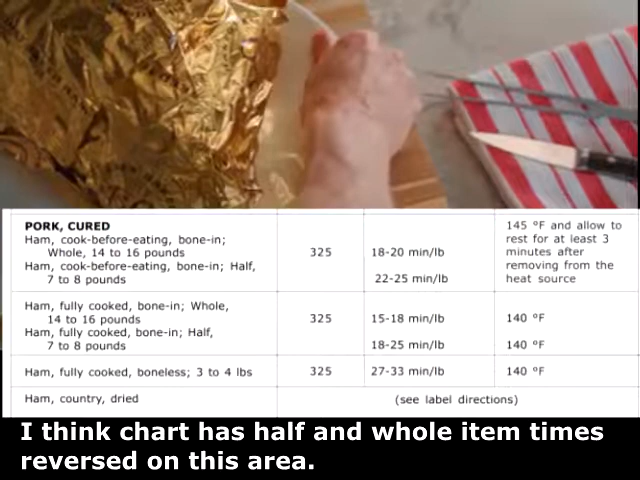 PORK, CURED
Ham, cook-before-eating, bone-in;
Whole, 14 to 16 pounds
Ham, cook-before-eating, bone-in; Half,
7 to 8 pounds
325
18-20 min/lb
22-25 min/lb
145 °F and allow to
rest for at least 3
minutes after
removing from the
heat source
Ham, fully cooked, bone-in; Whole,
14 to 16 pounds
Ham, fully cooked, bone-in; Half,
7 to 8 pounds
325
15-18 min/lb
18-25 min/lb
140 °F
140 °F
Ham, fully cooked, boneless; 3 to 4 lbs
325
27-33 min/lb
140 °F
Ham, country, dried
(see label directions)
I think chart has half and whole item times
reversed on this area.